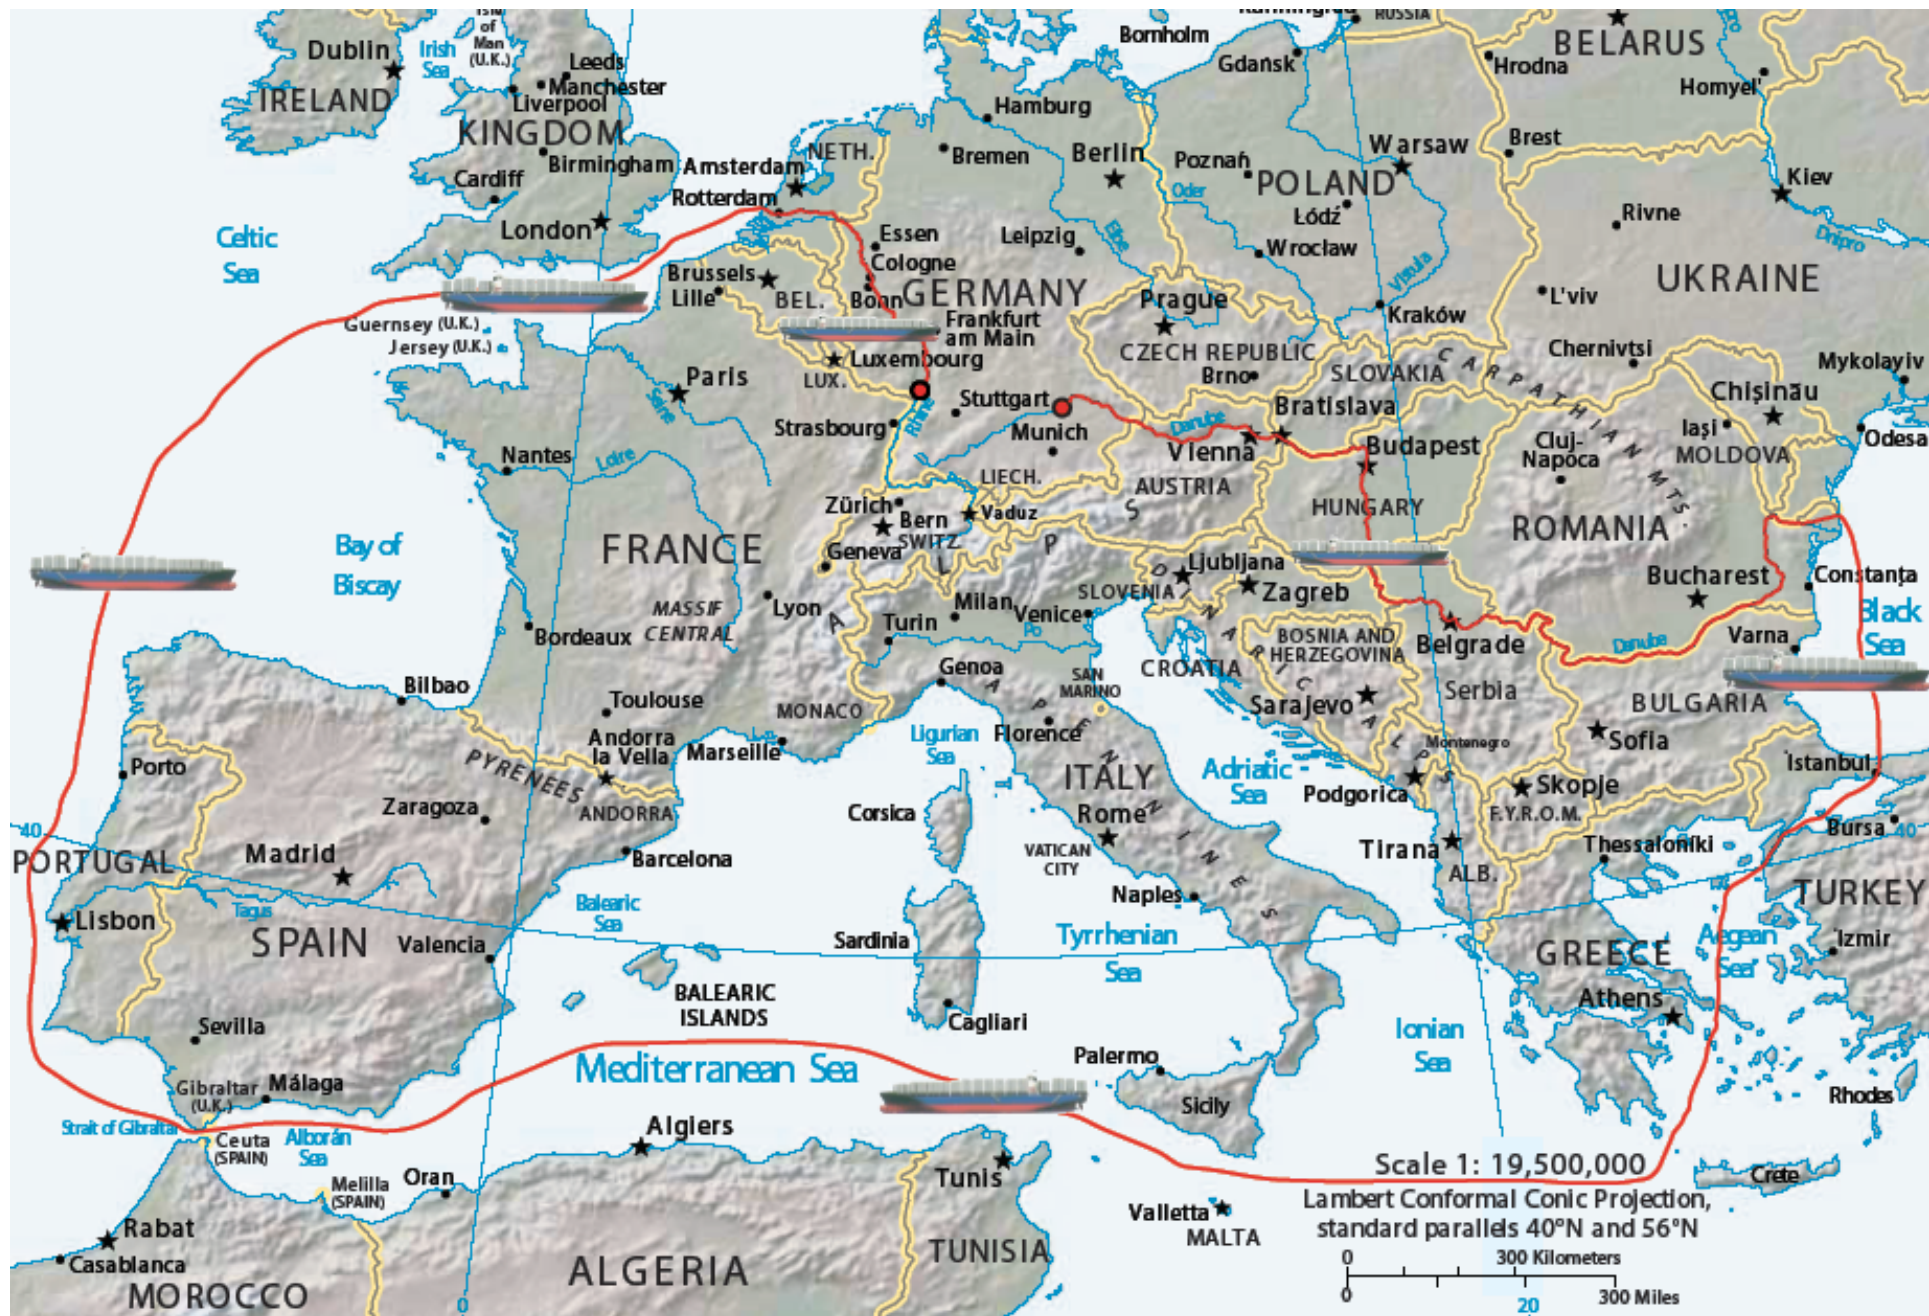 Isle
of
Man
(U.K.)
Irish
Sea
Dublin
IRELAND
Leeds
Manchester
Liverpool
KINGDOM
Birmingham
Cardiff
London
Celtic
Sea
Guernsey (U.K.)
Jersey (U.K.)
Amsterdam
NETH.
Rotterdam
Brussels
Lille
BEL.
Essen
Cologne
Bonn
GERMANY
Frankfurt
am Main
Luxembourg
LUX.
Hamburg
Bremen
Berlin
Leipzig
Elbe
Bornholm
Gdańsk
RUSSIA
BELARUS
Hrodna
Homyel'
Brest
Warsaw
Poznań
POLAND
Oder
Łódź
Wrocław
Vistula
Kraków
Kiev
Rivne
Dnipro
UKRAINE
L'viv
Prague
CZECH REPUBLIC
Brno
SLOVAKIA
CARPATHIAN MTS.
Chernivtsi
Mykolayiv
Chișinău
Iași
MOLDOVA
Odesa
Paris
Seine
Strasbourg
Rhine
Stuttgart
Munich
Danube
Vienna
Bratislava
Budapest
Cluj-
Napoca
Nantes
Loire
LIECH.
AUSTRIA
HUNGARY
ROMANIA
Zürich
Bern
Vaduz
SWITZ.
Geneva
FRANCE
Bay of
Biscay
ALPS
Ljubljana
SLOVENIA
Zagreb
Bucharest
Constanța
Black
Sea
Lyon
MASSIF
CENTRAL
Milan
Venice
Turin
Po
Bordeaux
DINARIC ALPS
BOSNIA AND
HERZEGOVINA
Belgrade
Danube
Varna
Genoa
SAN
MARINO
CROATIA
Sarajevo
Serbia
BULGARIA
Bilbao
Toulouse
MONACO
Andorra
la Vella
Marseille
Ligurian
Sea
Florence
APENNINES
Montenegro
Sofia
PYRENEES
ANDORRA
Porto
Zaragoza
Corsica
ITALY
Adriatic
Sea
Podgorica
Skopje
F.Y.R.O.M.
Istanbul
Bursa
40
40
PORTUGAL
Madrid
Barcelona
Rome
VATICAN
CITY
Tirana
ALB.
Thessaloniki
TURKEY
Lisbon
Tagus
SPAIN
Valencia
Balearic
Sea
Sardinia
Naples
Tyrrhenian
Sea
GREECE
Aegean
Sea
Izmir
BALEARIC
ISLANDS
Cagliari
Ionian
Sea
Athens
Sevilla
Gibraltar
(U.K.)
Málaga
Mediterranean Sea
Palermo
Sicily
Rhodes
Strait of Gibraltar
Ceuta
(SPAIN)
Alborán
Sea
Algiers
Melilla
(SPAIN)
Oran
Tunis
Crete
Rabat
Casablanca
MOROCCO
ALGERIA
TUNISIA
Valletta
MALTA
Scale 1: 19,500,000
Lambert Conformal Conic Projection,
standard parallels 40°N and 56°N
0
300 Kilometers
0
300 Miles
0
20